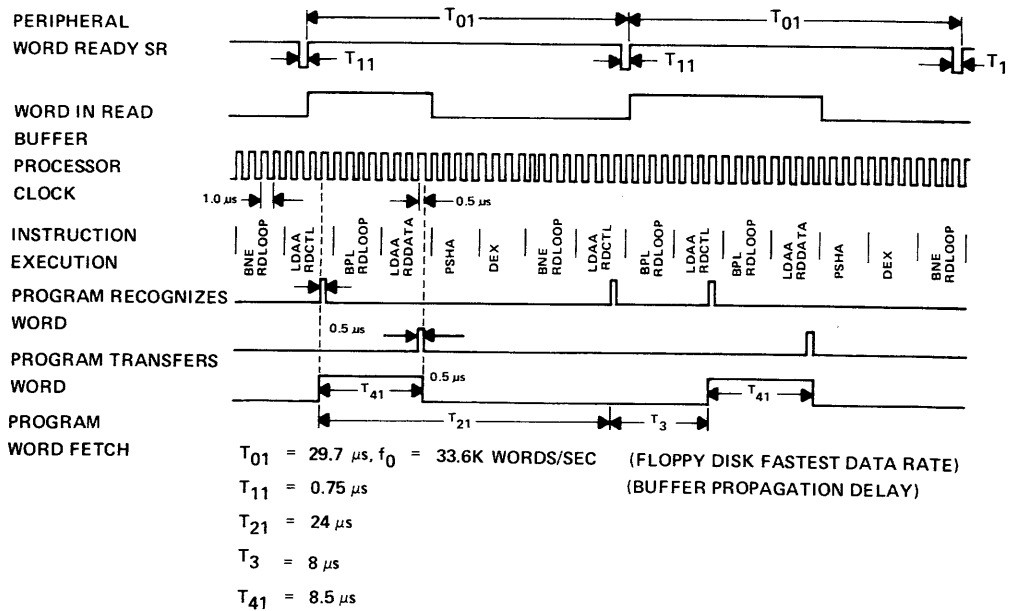 PERIPHERAL
WORD READY SR
T01
T01
T11
T11
T1
WORD IN READ
BUFFER
PROCESSOR
CLOCK
1.0 μs
0.5 μs
INSTRUCTION
EXECUTION
BNE RDLOOP
LDAA RDCTL
BPL RDLOOP
LDAA RDDATA
PSHA
DEX
BNE RDLOOP
LDAA RDCTL
BPL RDLOOP
LDAA RDCTL
BPL RDLOOP
LDAA RDDATA
PSHA
DEX
BNE RDLOOP
PROGRAM RECOGNIZES
WORD
0.5 μs
PROGRAM TRANSFERS
WORD
0.5 μs
T41
T41
T21
T3
PROGRAM
WORD FETCH
T01 = 29.7 μs, f0 = 33.6K WORDS/SEC (FLOPPY DISK FASTEST DATA RATE)
T11 = 0.75 μs (BUFFER PROPAGATION DELAY)
T21 = 24 μs
T3 = 8 μs
T41 = 8.5 μs